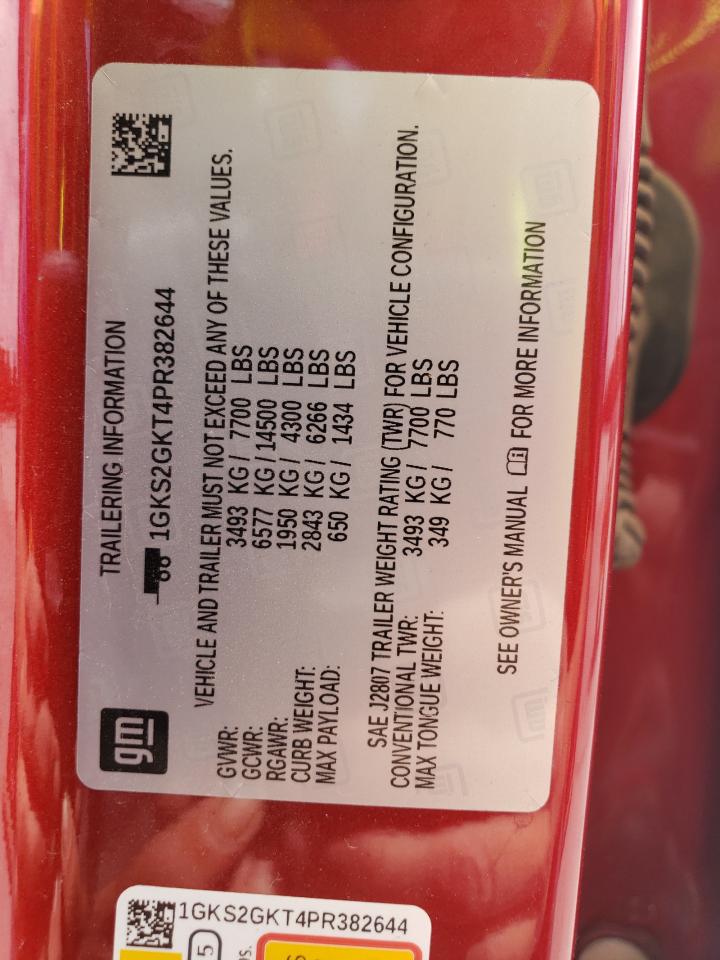 gm
TRAILERING INFORMATION
1GKS2GKT4PR382644
VEHICLE AND TRAILER MUST NOT EXCEED ANY OF THESE VALUES.
GVWR: 3493 KG / 7700 LBS
GCWR: 6577 KG / 14500 LBS
RGAWR: 1950 KG / 4300 LBS
CURB WEIGHT: 2843 KG / 6266 LBS
MAX PAYLOAD: 650 KG / 1434 LBS
SAE J2807 TRAILER WEIGHT RATING (TWR) FOR VEHICLE CONFIGURATION.
CONVENTIONAL TWR: 3493 KG / 7700 LBS
MAX TONGUE WEIGHT: 349 KG / 770 LBS
SEE OWNER'S MANUAL FOR MORE INFORMATION
1GKS2GKT4PR382644
5